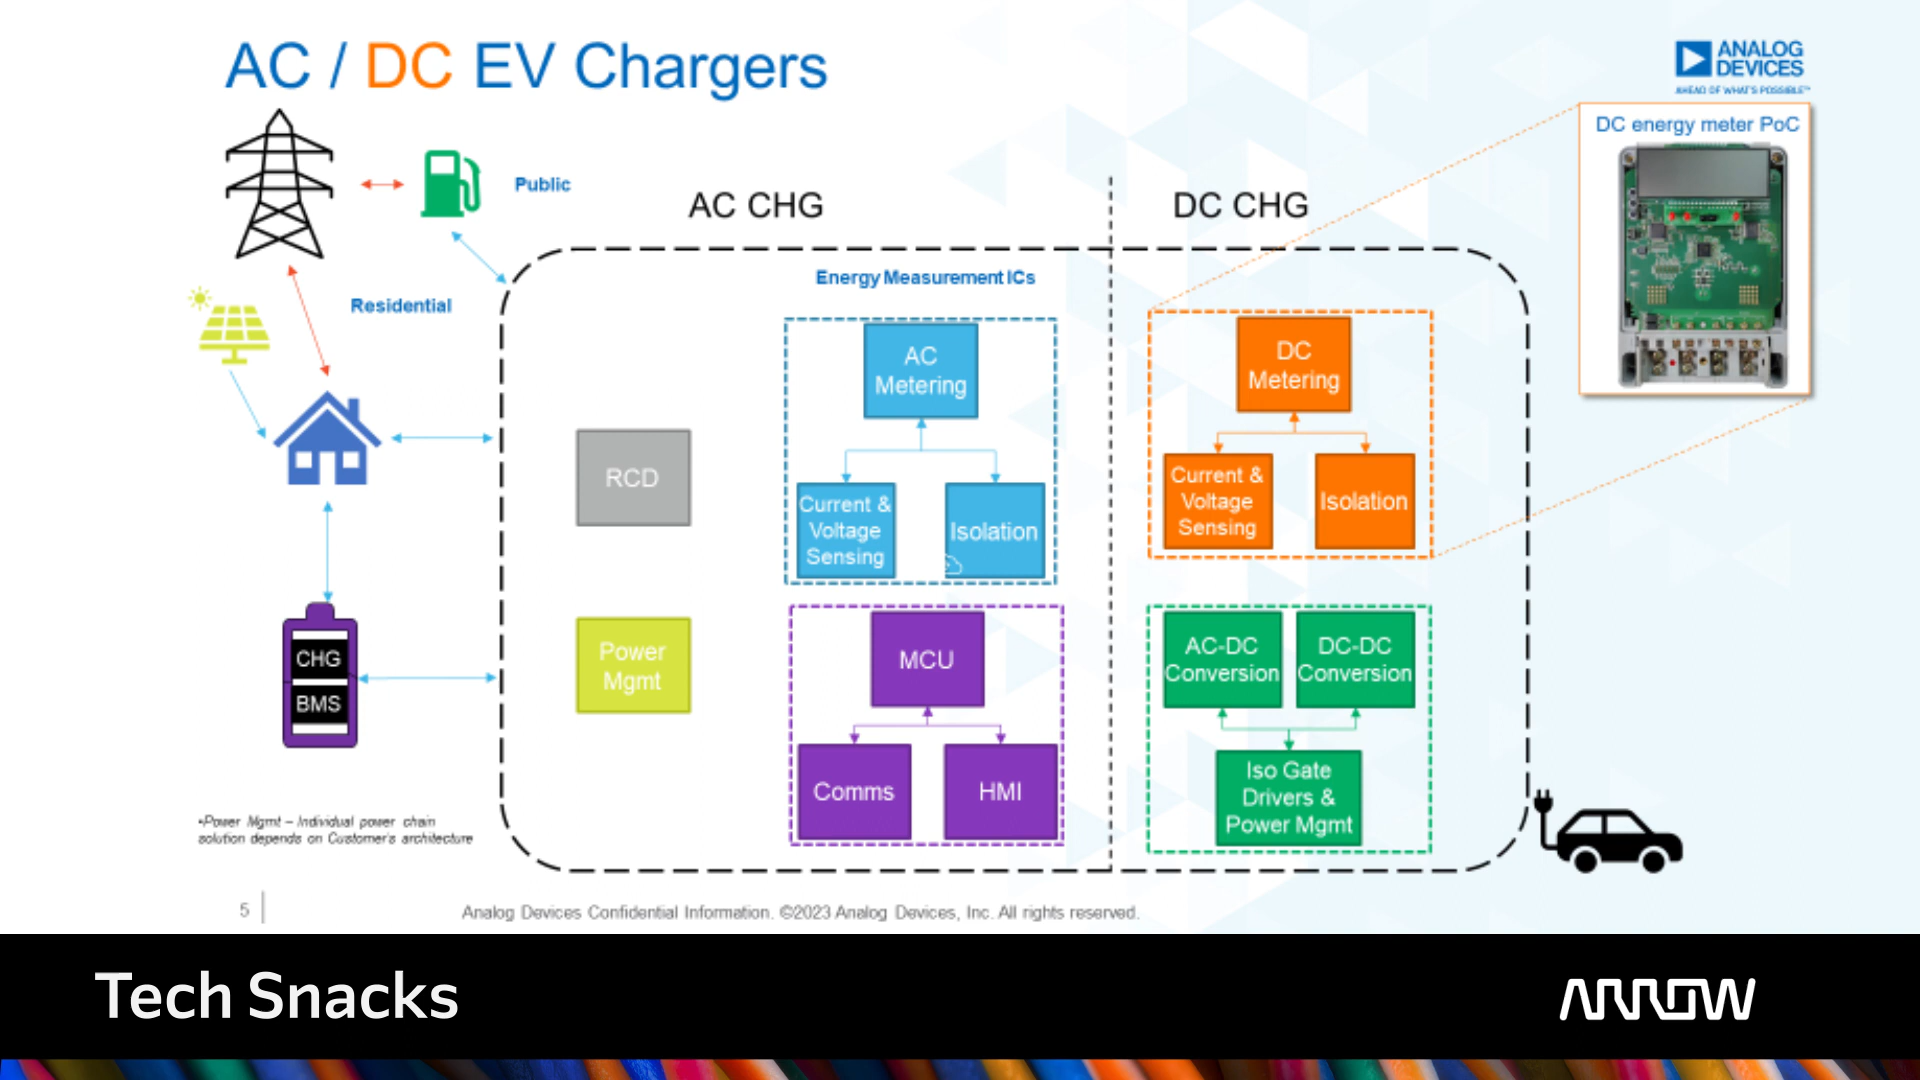 AC / DC EV Chargers
ANALOG
DEVICES
AHEAD OF WHAT'S POSSIBLE™
DC energy meter PoC
Public
AC CHG
DC CHG
Energy Measurement ICs
Residential
AC
Metering
DC
Metering
RCD
Current &
Voltage
Sensing
Isolation
Current &
Voltage
Sensing
Isolation
Power
Mgmt
MCU
AC-DC
Conversion
DC-DC
Conversion
CHG
BMS
Comms
HMI
Iso Gate
Drivers &
Power Mgmt
•Power Mgmt – Individual power chain
solution depends on Customer's architecture
5
Analog Devices Confidential Information. ©2023 Analog Devices, Inc. All rights reserved.
Tech Snacks
ARROW